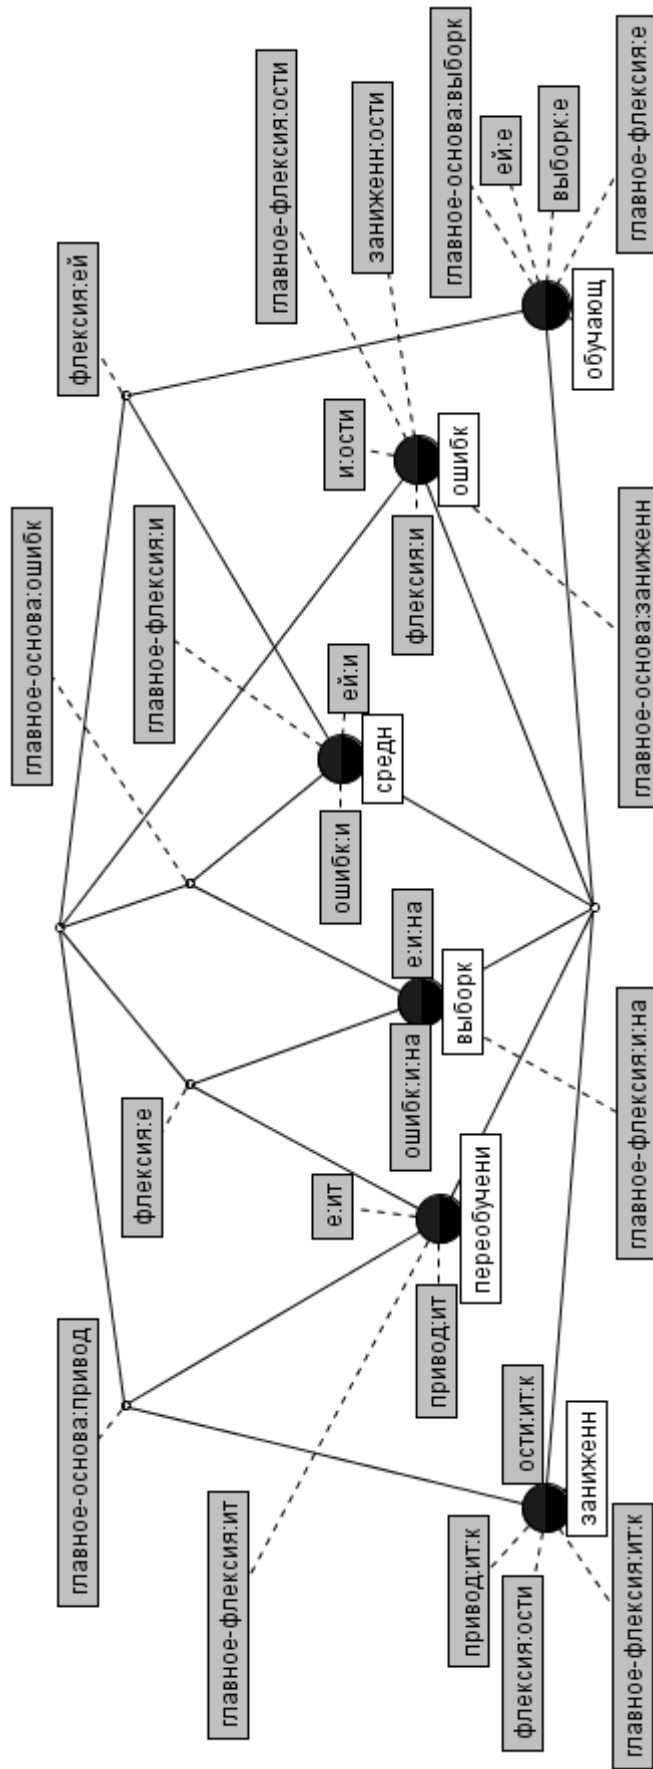 главное-основа:привод
главное-флексия:ит
флексия:е
главное-основа:ошибк
главное-флексия:и
флексия:ей
главное-флексия:ости
заниженн:ости
главное-основа:выборк
ей:е
выборк:е
главное-флексия:е
обучающ
и:ости
флексия:и
ошибк
главное-основа:заниженн
ей:и
ошибк:и
средн
е:и:на
ошибк:и:на
выборк
главное-флексия:и:на
е:ит
привод:ит
переобучени
ости:ит:к
привод:ит:к
флексия:ости
заниженн
главное-флексия:ит:к